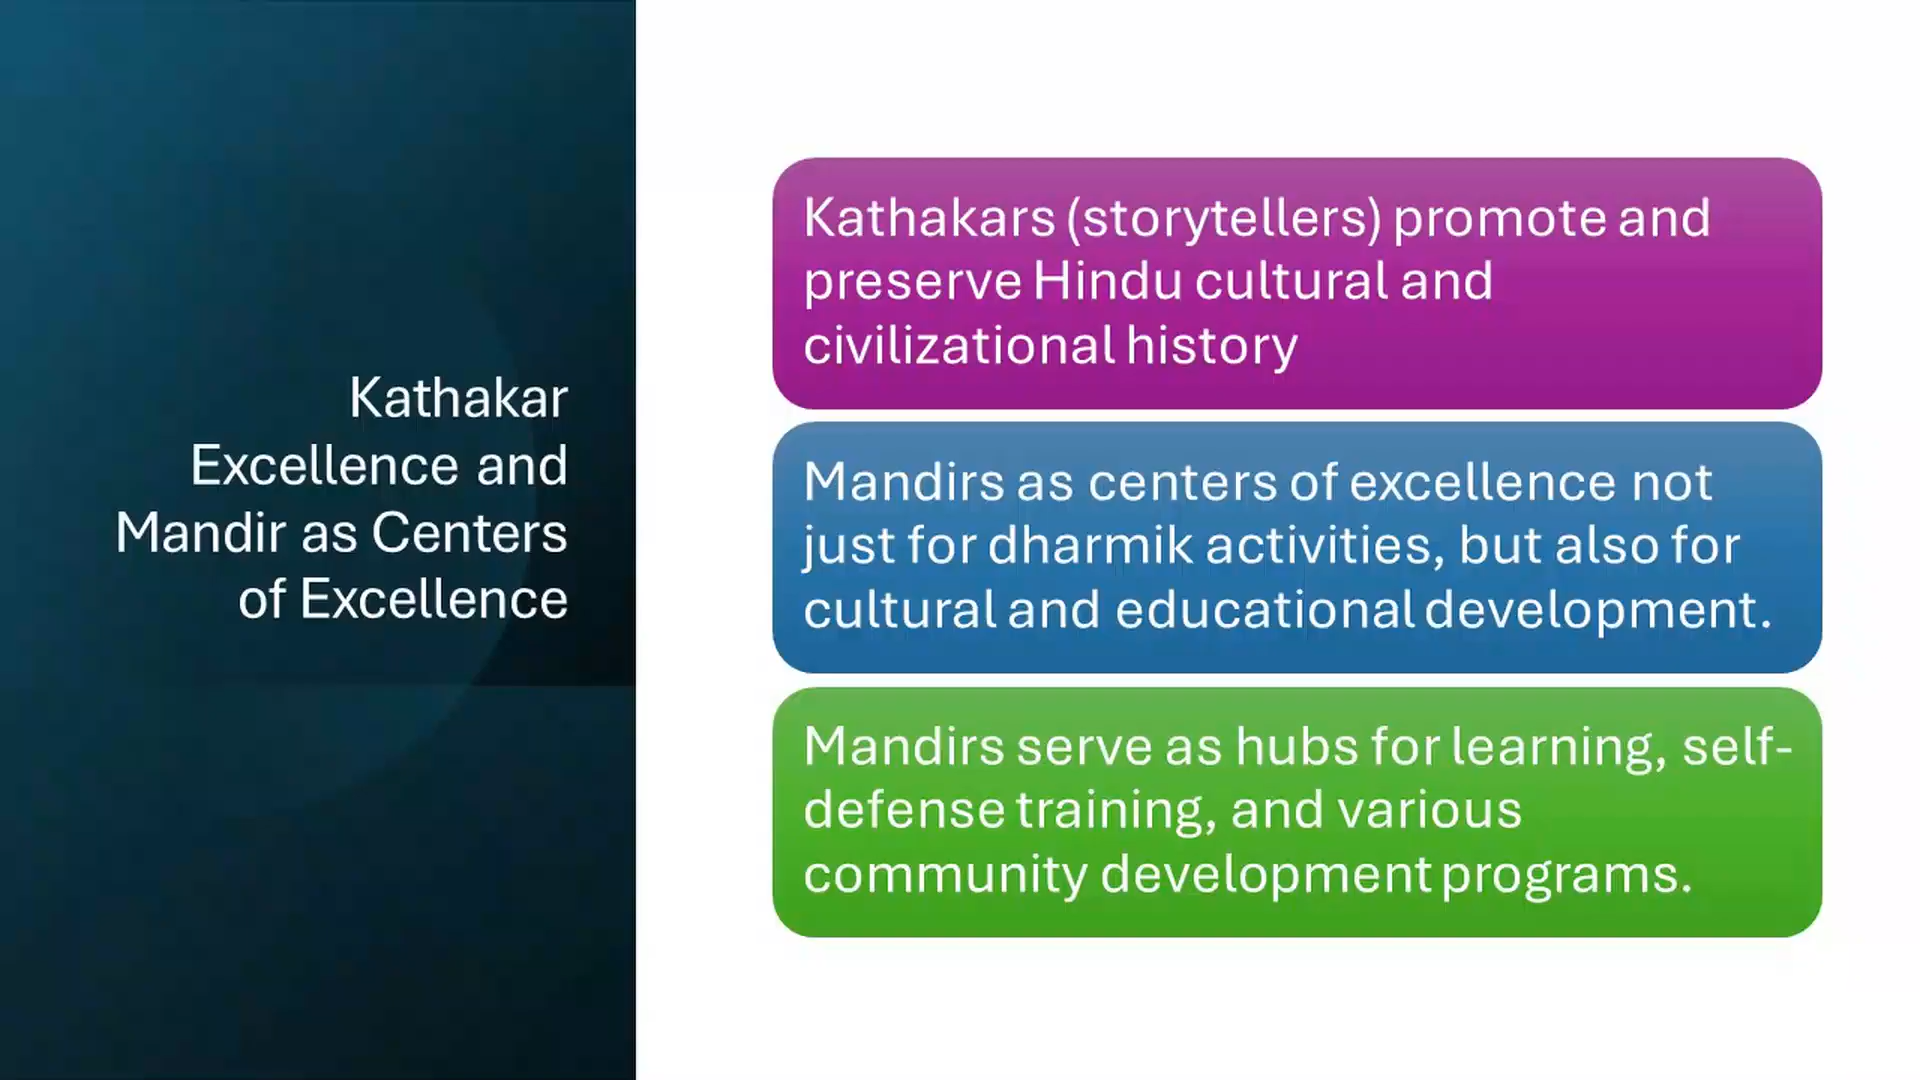 Kathakar
Excellence and
Mandir as Centers
of Excellence
Kathakars (storytellers) promote and
preserve Hindu cultural and
civilizational history
Mandirs as centers of excellence not
just for dharmik activities, but also for
cultural and educational development.
Mandirs serve as hubs for learning, self-
defense training, and various
community development programs.